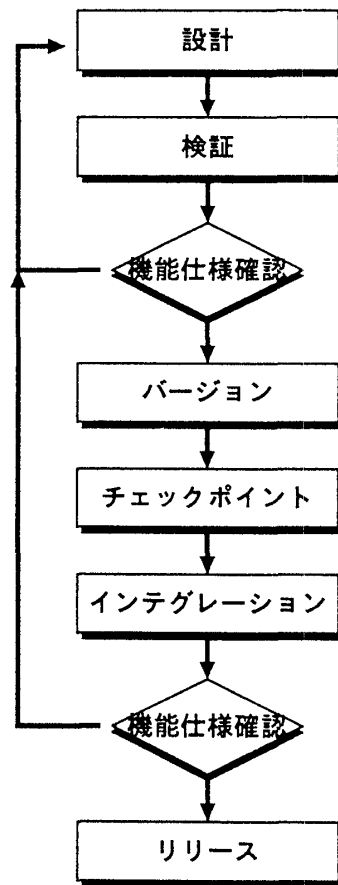 設計
検証
機能仕様確認
バージョン
チェックポイント
インテグレーション
機能仕様確認
リリース